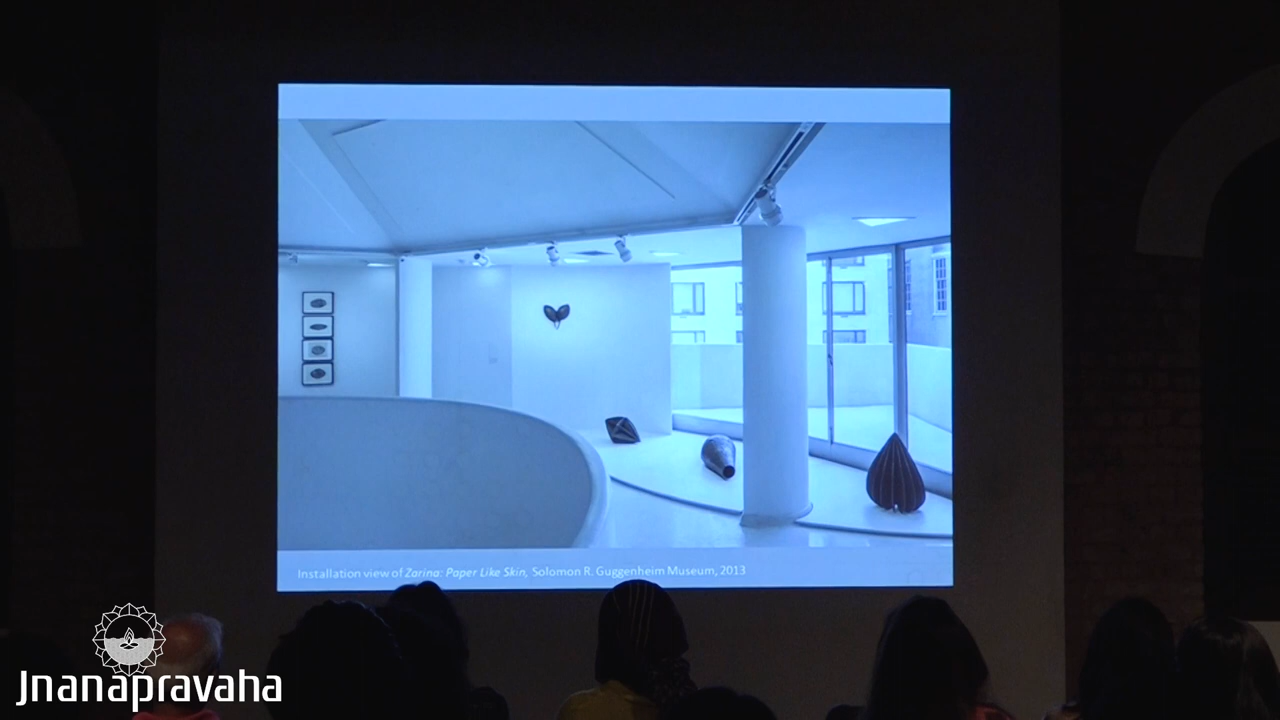 Installation view of Zarina: Paper Like Skin, Solomon R. Guggenheim Museum, 2013
Jnanapravaha